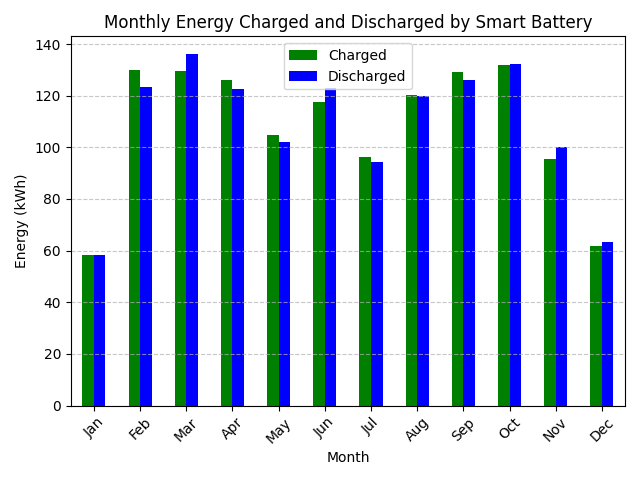 Monthly Energy Charged and Discharged by Smart Battery
Charged
Discharged
Energy (kWh)
140
120
100
80
60
40
20
0
Jan Feb Mar Apr May Jun Jul Aug Sep Oct Nov Dec
Month